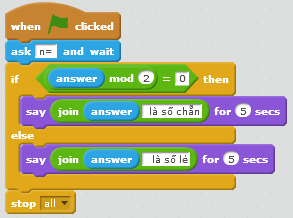 when clicked
ask n= and wait
if answer mod 2 = 0 then
say join answer là số chẵn for 5 secs
else
say join answer là số lẻ for 5 secs
stop all